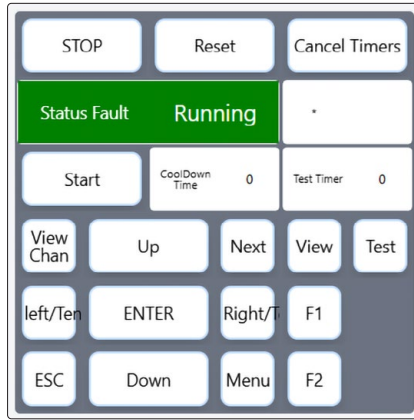 STOP Reset Cancel Timers
Status Fault Running *
Start CoolDown Time 0 Test Timer 0
View Chan Up Next View Test
left/Ten ENTER Right/T F1
ESC Down Menu F2